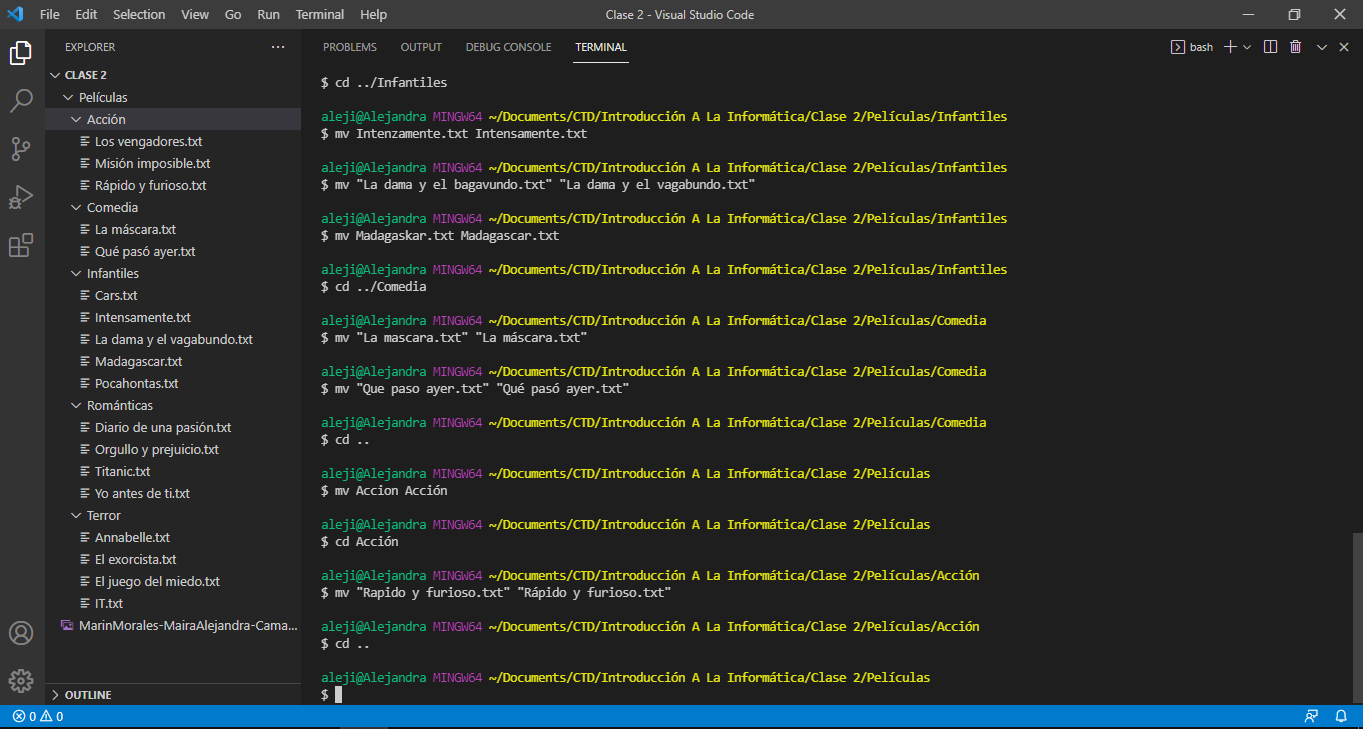 File Edit Selection View Go Run Terminal Help Clase 2 - Visual Studio Code
EXPLORER ...
CLASE 2
Películas
Acción
Los vengadores.txt
Misión imposible.txt
Rápido y furioso.txt
Comedia
La máscara.txt
Qué pasó ayer.txt
Infantiles
Cars.txt
Intensamente.txt
La dama y el vagabundo.txt
Madagascar.txt
Pocahontas.txt
Románticas
Diario de una pasión.txt
Orgullo y prejuicio.txt
Titanic.txt
Yo antes de ti.txt
Terror
Annabelle.txt
El exorcista.txt
El juego del miedo.txt
IT.txt
MarinMorales-MairaAlejandra-Cama...
OUTLINE
PROBLEMS OUTPUT DEBUG CONSOLE TERMINAL bash
$ cd ../Infantiles
aleji@Alejandra MINGW64 ~/Documents/CTD/Introducción A La Informática/Clase 2/Películas/Infantiles
$ mv Intenzamente.txt Intensamente.txt
aleji@Alejandra MINGW64 ~/Documents/CTD/Introducción A La Informática/Clase 2/Películas/Infantiles
$ mv "La dama y el bagavundo.txt" "La dama y el vagabundo.txt"
aleji@Alejandra MINGW64 ~/Documents/CTD/Introducción A La Informática/Clase 2/Películas/Infantiles
$ mv Madagaskar.txt Madagascar.txt
aleji@Alejandra MINGW64 ~/Documents/CTD/Introducción A La Informática/Clase 2/Películas/Infantiles
$ cd ../Comedia
aleji@Alejandra MINGW64 ~/Documents/CTD/Introducción A La Informática/Clase 2/Películas/Comedia
$ mv "La mascara.txt" "La máscara.txt"
aleji@Alejandra MINGW64 ~/Documents/CTD/Introducción A La Informática/Clase 2/Películas/Comedia
$ mv "Que paso ayer.txt" "Qué pasó ayer.txt"
aleji@Alejandra MINGW64 ~/Documents/CTD/Introducción A La Informática/Clase 2/Películas/Comedia
$ cd ..
aleji@Alejandra MINGW64 ~/Documents/CTD/Introducción A La Informática/Clase 2/Películas
$ mv Accion Acción
aleji@Alejandra MINGW64 ~/Documents/CTD/Introducción A La Informática/Clase 2/Películas
$ cd Acción
aleji@Alejandra MINGW64 ~/Documents/CTD/Introducción A La Informática/Clase 2/Películas/Acción
$ mv "Rapido y furioso.txt" "Rápido y furioso.txt"
aleji@Alejandra MINGW64 ~/Documents/CTD/Introducción A La Informática/Clase 2/Películas/Acción
$ cd ..
aleji@Alejandra MINGW64 ~/Documents/CTD/Introducción A La Informática/Clase 2/Películas
$
0 0